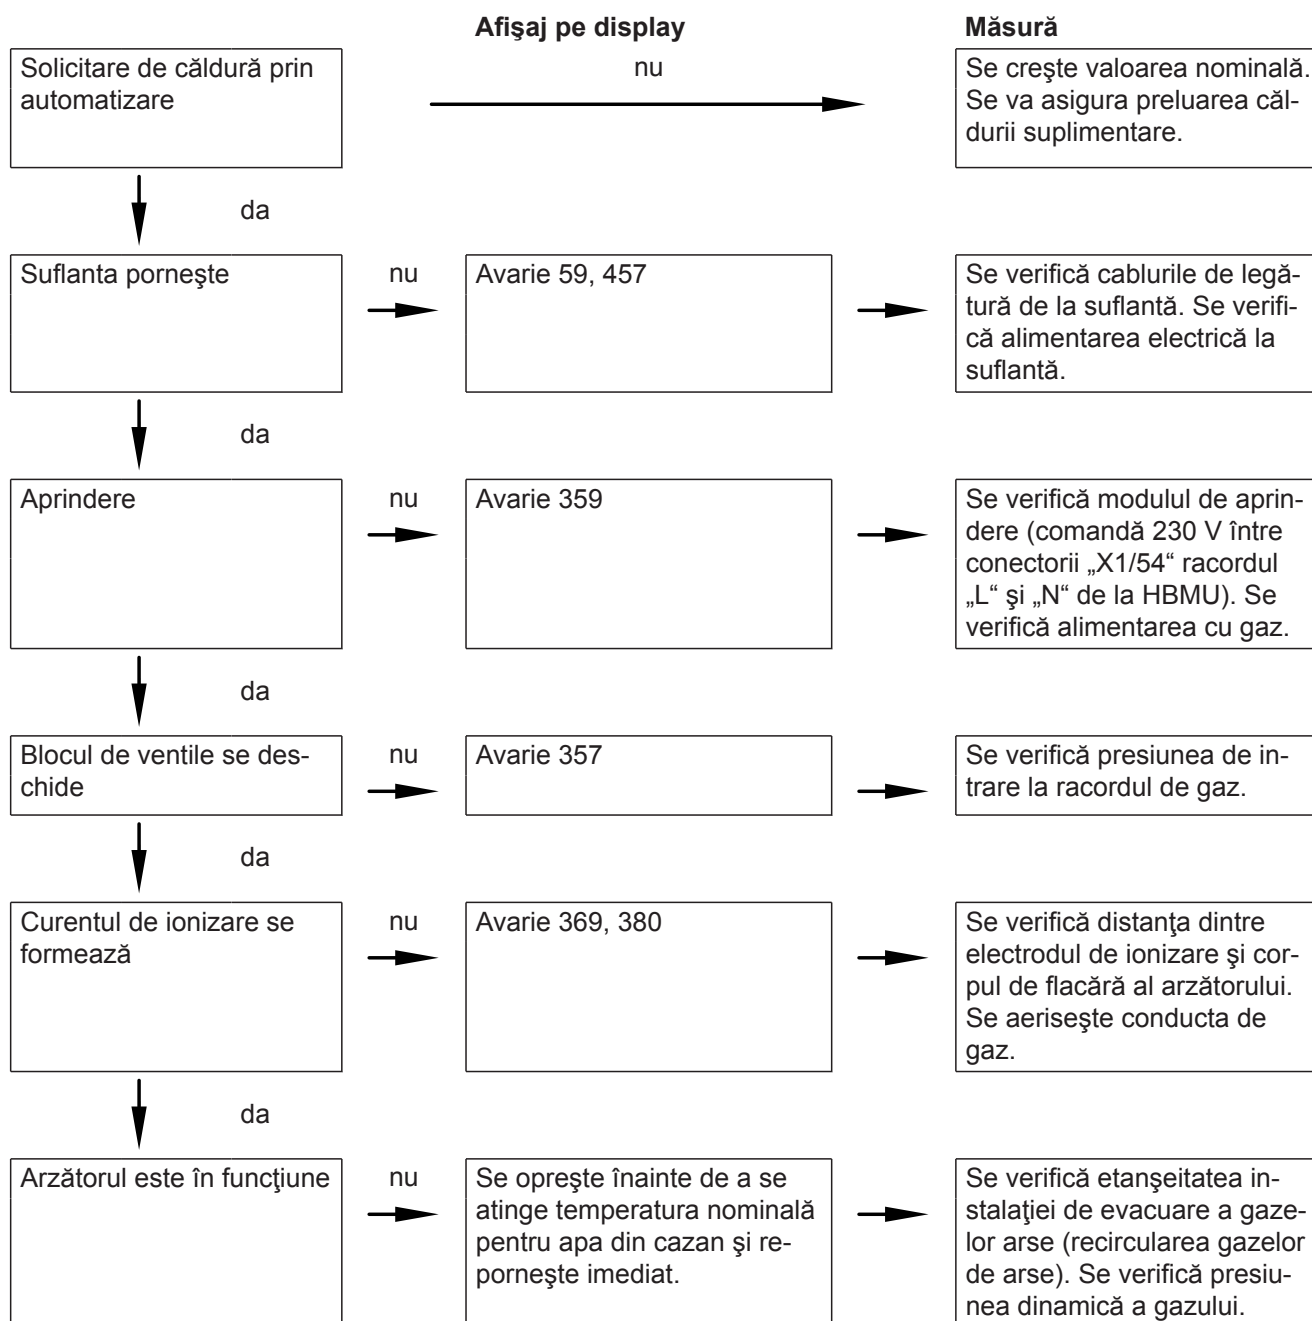 Afişaj pe display
Măsură
Solicitare de căldură prin
automatizare
nu
Se creşte valoarea nominală.
Se va asigura preluarea căl-
durii suplimentare.
da
Suflanta porneşte
nu
Avarie 59, 457
Se verifică cablurile de legă-
tură de la suflantă. Se verifi-
că alimentarea electrică la
suflantă.
da
Aprindere
nu
Avarie 359
Se verifică modulul de aprin-
dere (comandă 230 V între
conectorii „X1/54“ racordul
„L“ şi „N“ de la HBMU). Se
verifică alimentarea cu gaz.
da
Blocul de ventile se des-
chide
nu
Avarie 357
Se verifică presiunea de in-
trare la racordul de gaz.
da
Curentul de ionizare se
formează
nu
Avarie 369, 380
Se verifică distanţa dintre
electrodul de ionizare şi cor-
pul de flacără al arzătorului.
Se aeriseşte conducta de
gaz.
da
Arzătorul este în funcţiune
nu
Se opreşte înainte de a se
atinge temperatura nominală
pentru apa din cazan şi re-
porneşte imediat.
Se verifică etanşeitatea in-
stalaţiei de evacuare a gaze-
lor arse (recircularea gazelor
de arse). Se verifică presiu-
nea dinamică a gazului.